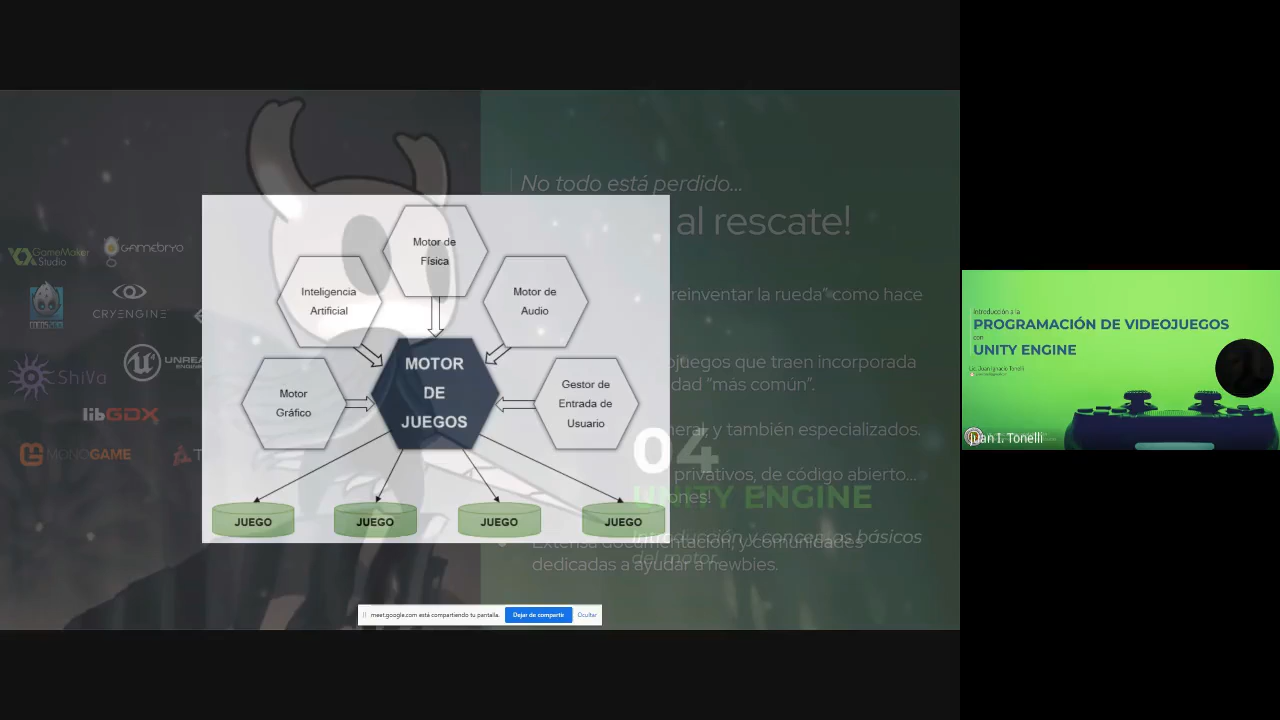 No todo está perdido...
al rescate!
reinventar la rueda" como hace
juegos que traen incorporada
dad "más común".
neral, y también especializados.
privativos, de código abierto...
ones!
Extensa documentación, y comunidades
dedicadas a ayudar a newbies.
04
UNITY ENGINE
Introducción y conceptos básicos
del motor.
GameMaker
Studio
GAMEBRYO
CRYENGINE
UNREAL
ShiVa
libGDX
MONOGAME
Motor de
Física
Inteligencia
Artificial
Motor de
Audio
Motor
Gráfico
MOTOR
DE
JUEGOS
Gestor de
Entrada de
Usuario
JUEGO
JUEGO
JUEGO
JUEGO
meet.google.com está compartiendo tu pantalla.
Dejar de compartir
Ocultar
Introducción a la
PROGRAMACIÓN DE VIDEOJUEGOS
con
UNITY ENGINE
Lic. Juan Ignacio Tonelli
Juan I. Tonelli